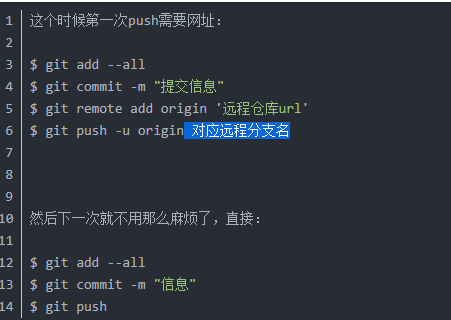 1 这个时候第一次push需要网址：
2
3 $ git add --all
4 $ git commit -m "提交信息"
5 $ git remote add origin '远程仓库url'
6 $ git push -u origin 对应远程分支名
7
8
9
10 然后下一次就不用那么麻烦了，直接：
11
12 $ git add --all
13 $ git commit -m "信息"
14 $ git push